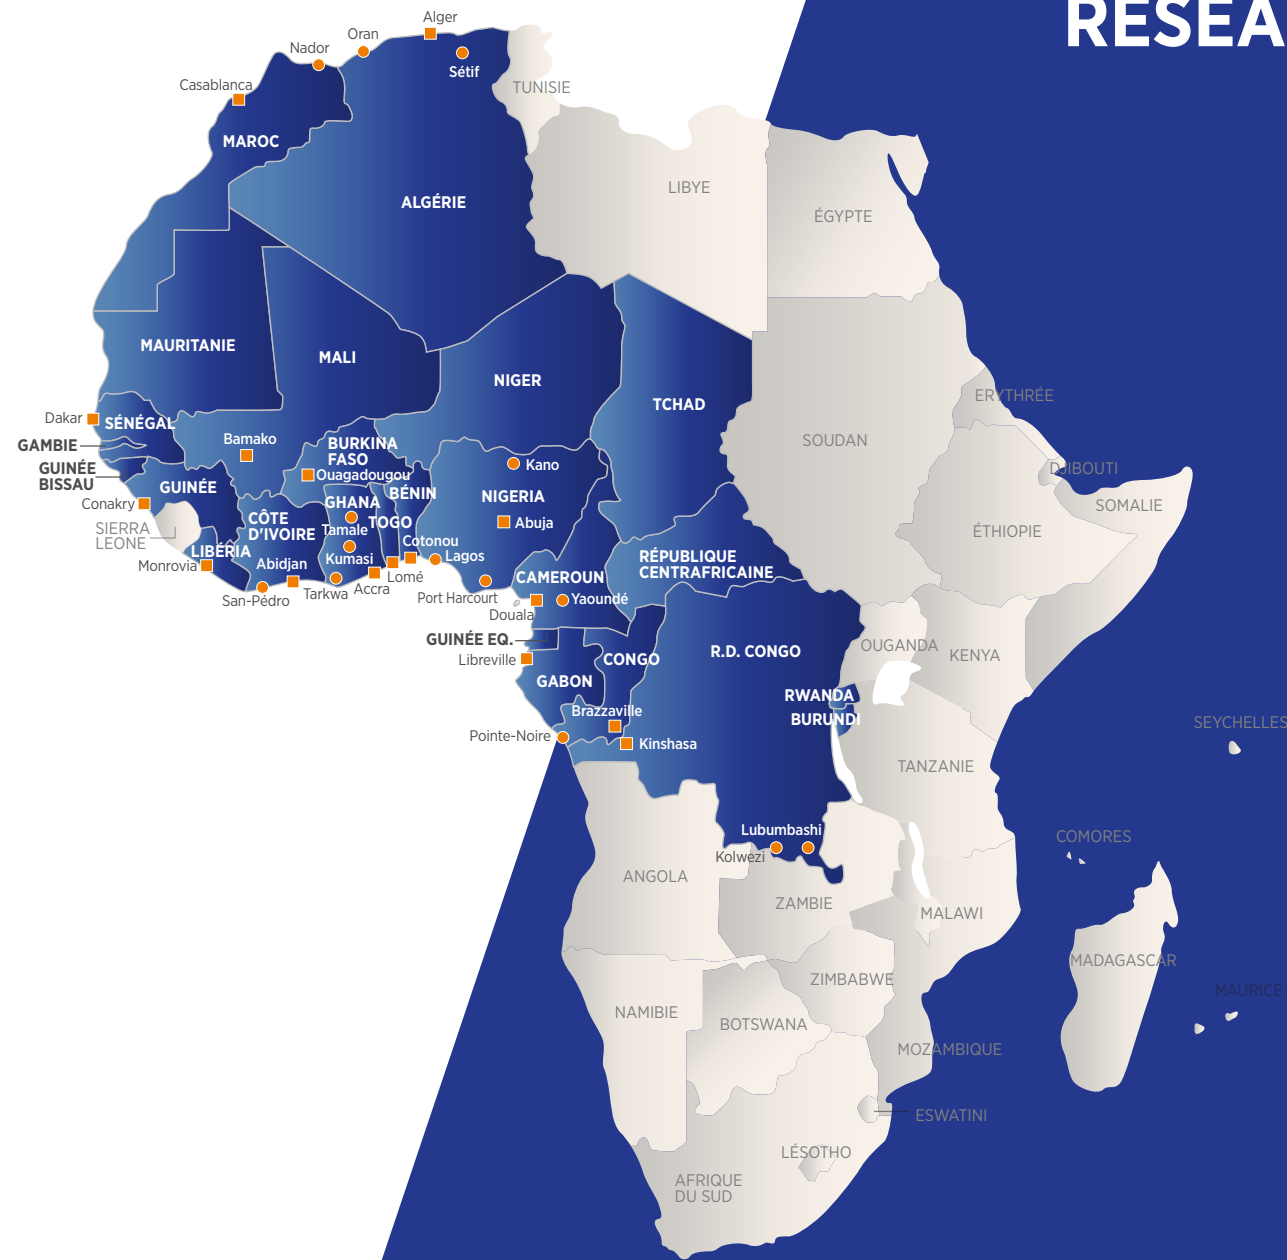 RESEA
Alger
Oran
Nador
Sétif
Casablanca
TUNISIE
MAROC
LIBYE
ALGÉRIE
ÉGYPTE
MAURITANIE
MALI
NIGER
TCHAD
ERYTHRÉE
Dakar
SÉNÉGAL
SOUDAN
GAMBIE
Bamako
BURKINA
FASO
Ouagadougou
Kano
DJIBOUTI
GUINÉE
BISSAU
GUINÉE
BÉNIN
NIGERIA
SOMALIE
Conakry
GHANA
TOGO
Abuja
SIERRA
LEONE
CÔTE
D'IVOIRE
Tamale
ÉTHIOPIE
LIBÉRIA
Cotonou
Lagos
RÉPUBLIQUE
CENTRAFRICAINE
Monrovia
Abidjan
Kumasi
Lomé
CAMEROUN
San-Pédro
Tarkwa
Accra
Port Harcourt
Yaoundé
Douala
GUINÉE EQ.
OUGANDA
Libreville
CONGO
R.D. CONGO
KENYA
GABON
RWANDA
Brazzaville
BURUNDI
SEYCHELLES
Pointe-Noire
Kinshasa
TANZANIE
Lubumbashi
Kolwezi
COMORES
ANGOLA
ZAMBIE
MALAWI
MADAGASCAR
ZIMBABWE
MAURICE
NAMIBIE
BOTSWANA
MOZAMBIQUE
ESWATINI
LÉSOTHO
AFRIQUE
DU SUD